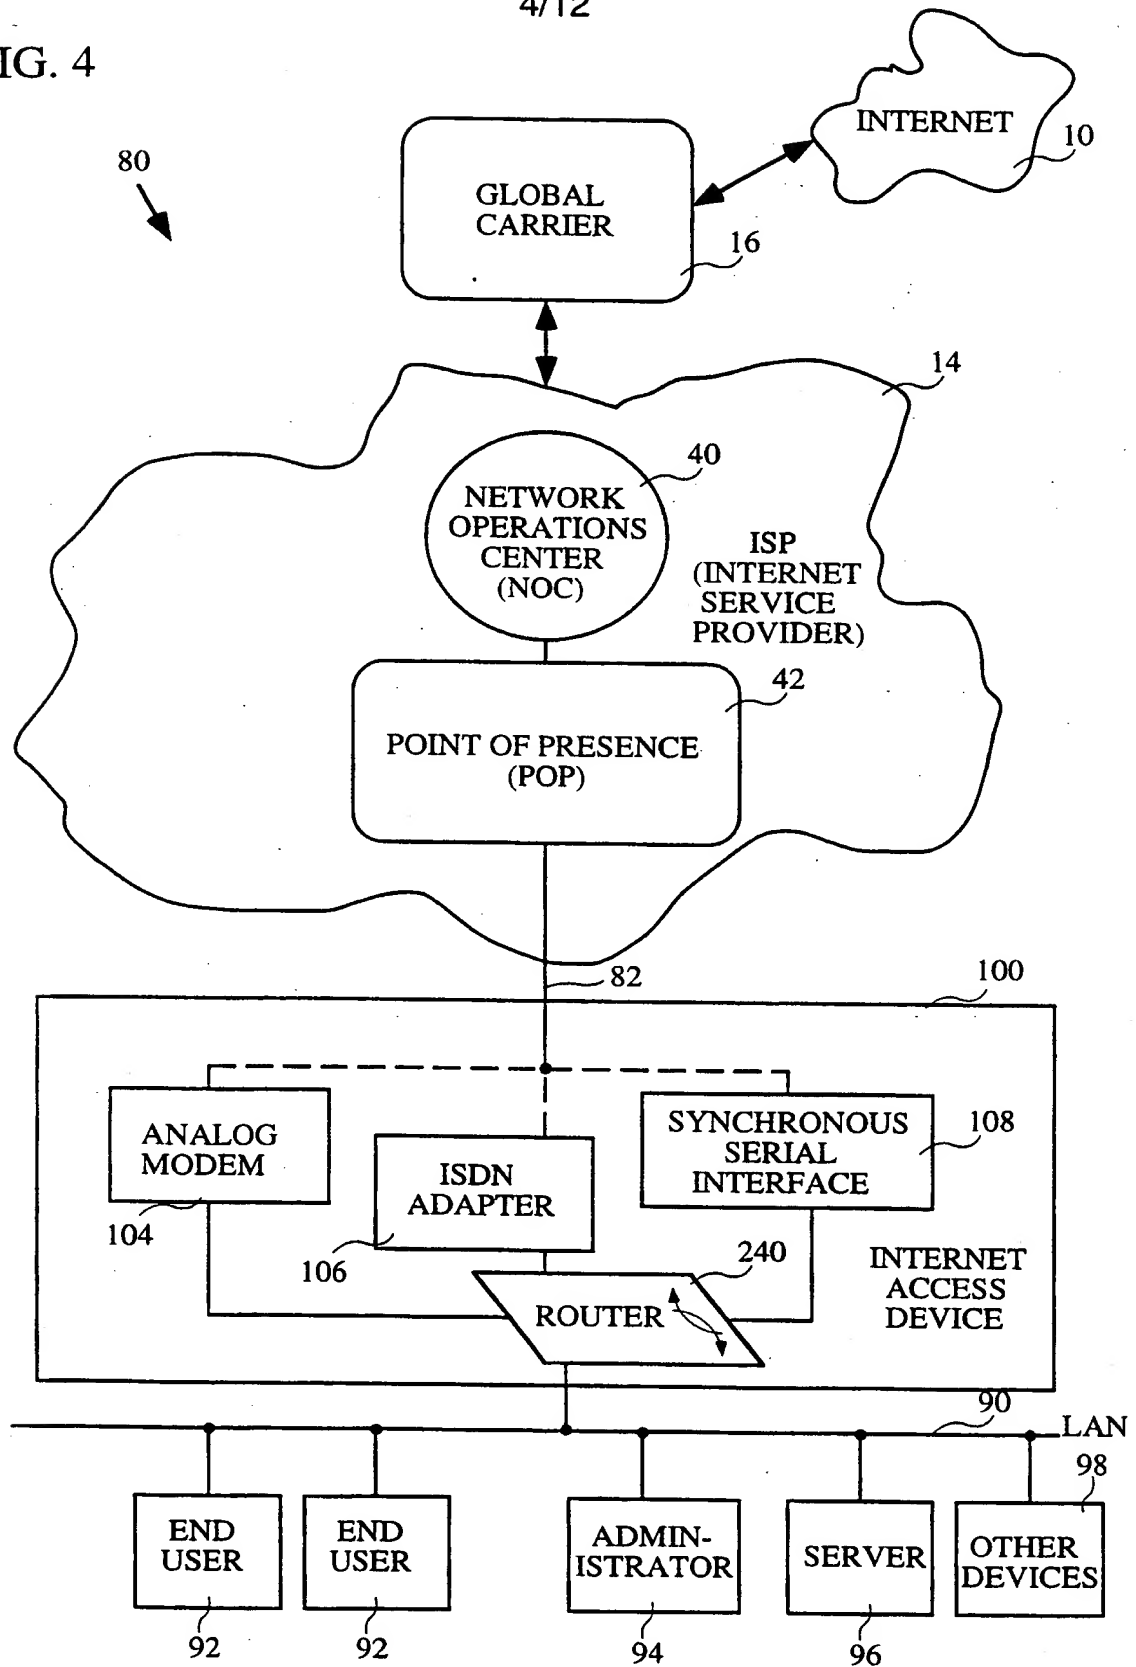 4/12
IG. 4
INTERNET
10
80
GLOBAL
CARRIER
16
14
40
NETWORK
OPERATIONS
CENTER
(NOC)
ISP
(INTERNET
SERVICE
PROVIDER)
42
POINT OF PRESENCE
(POP)
82
100
ANALOG
MODEM
104
ISDN
ADAPTER
106
SYNCHRONOUS
SERIAL
INTERFACE
108
240
ROUTER
INTERNET
ACCESS
DEVICE
90
LAN
98
END
USER
92
END
USER
92
ADMIN-
ISTRATOR
94
SERVER
96
OTHER
DEVICES